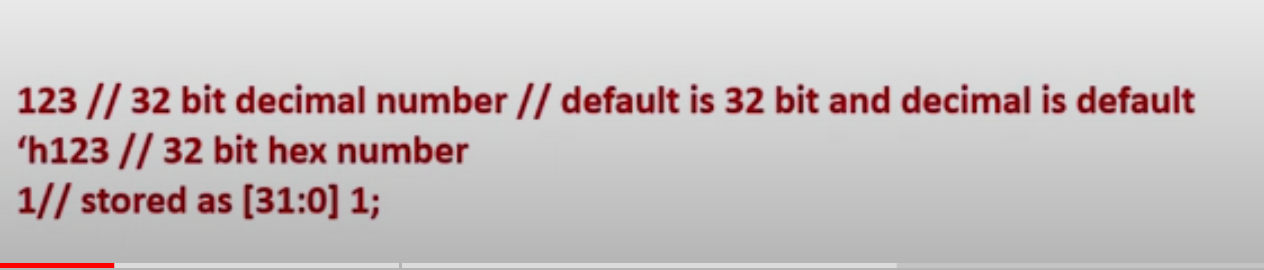 123 // 32 bit decimal number // default is 32 bit and decimal is default
‘h123 // 32 bit hex number
1// stored as [31:0] 1;